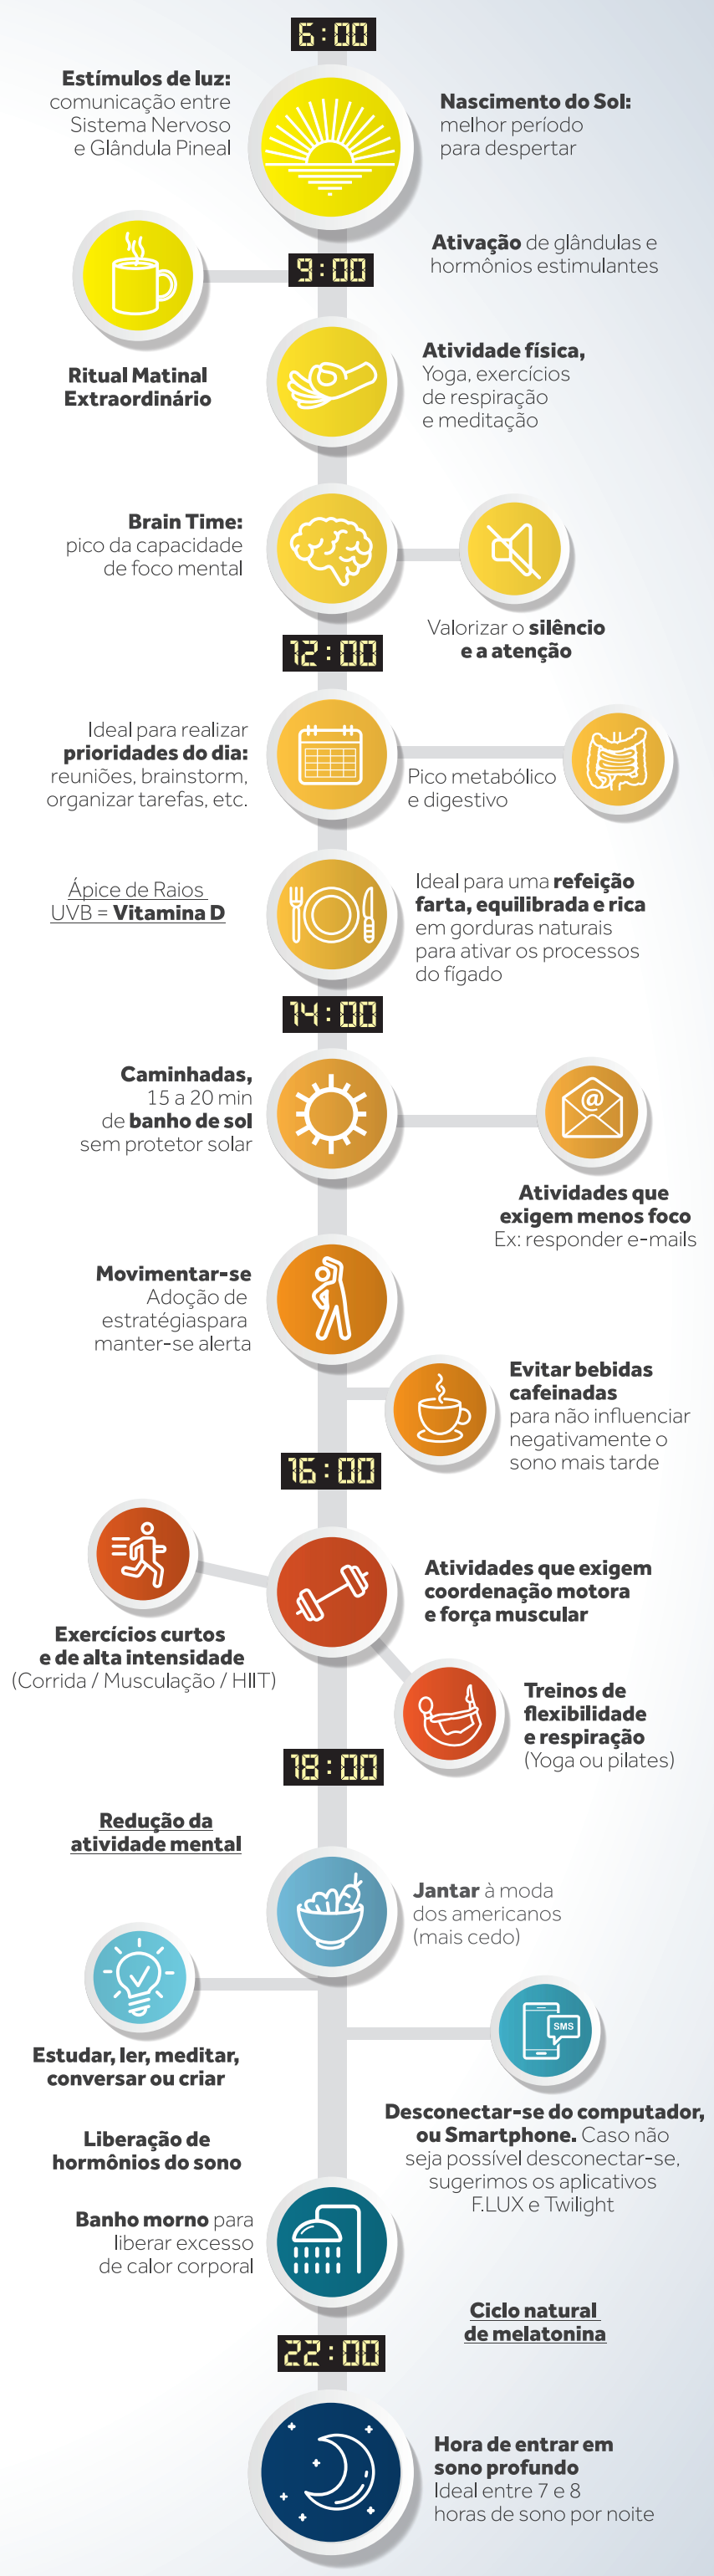 6:00
Estímulos de luz:
comunicação entre
Sistema Nervoso
e Glândula Pineal
Nascimento do Sol:
melhor período
para despertar
Ativação de glândulas e
hormônios estimulantes
9:00
Ritual Matinal
Extraordinário
Atividade física,
Yoga, exercícios
de respiração
e meditação
Brain Time:
pico da capacidade
de foco mental
Valorizar o silêncio
e a atenção
12:00
Ideal para realizar
prioridades do dia:
reuniões, brainstorm,
organizar tarefas, etc.
Pico metabólico
e digestivo
Ápice de Raios
UVB = Vitamina D
Ideal para uma refeição
farta, equilibrada e rica
em gorduras naturais
para ativar os processos
do fígado
14:00
Caminhadas,
15 a 20 min
de banho de sol
sem protetor solar
@
Atividades que
exigem menos foco
Ex: responder e-mails
Movimentar-se
Adoção de
estratégiaspara
manter-se alerta
Evitar bebidas
cafeinadas
para não influenciar
negativamente o
sono mais tarde
16:00
Atividades que exigem
coordenação motora
e força muscular
Exercícios curtos
e de alta intensidade
(Corrida / Musculação / HIIT)
Treinos de
flexibilidade
e respiração
(Yoga ou pilates)
18:00
Redução da
atividade mental
Jantar à moda
dos americanos
(mais cedo)
SMS
Estudar, ler, meditar,
conversar ou criar
Desconectar-se do computador,
ou Smartphone. Caso não
seja possível desconectar-se,
sugerimos os aplicativos
F.LUX e Twilight
Liberação de
hormônios do sono
Banho morno para
liberar excesso
de calor corporal
Ciclo natural
de melatonina
22:00
Hora de entrar em
sono profundo
Ideal entre 7 e 8
horas de sono por noite